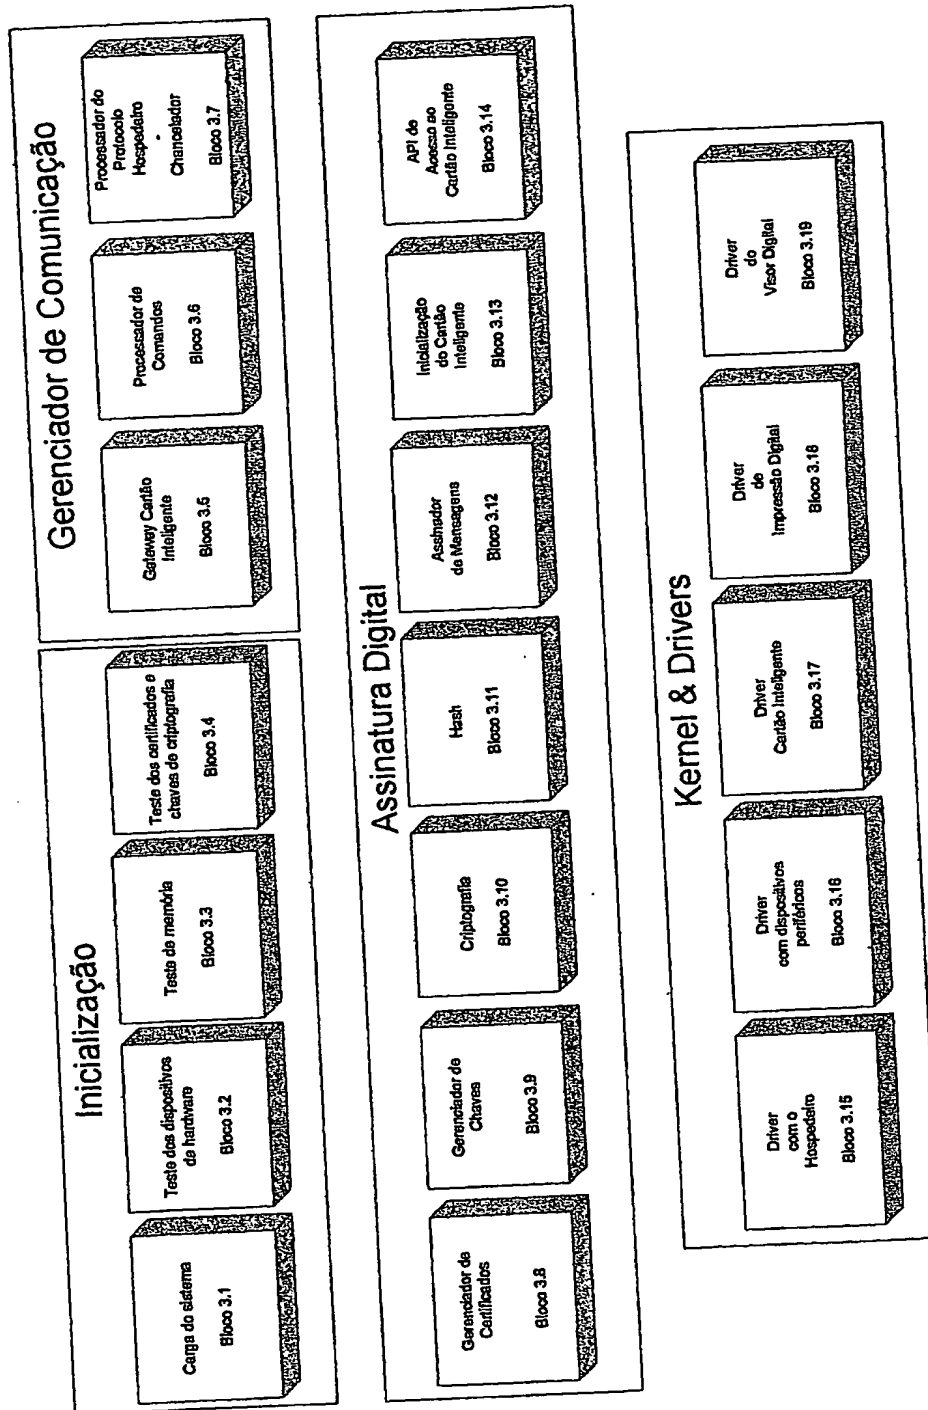 Inicialização
Carga do sistema
Bloco 3.1
Teste dos dispositivos
de hardware
Bloco 3.2
Teste de memória
Bloco 3.3
Teste dos certificados e
chaves de criptografia
Bloco 3.4
Gerenciador de Comunicação
Gateway Cartão
Inteligente
Bloco 3.5
Processador de
Comandos
Bloco 3.6
Processador do
Protocolo
Hospedeiro
-
Chancelador
Bloco 3.7
Assinatura Digital
Gerenciador de
Certificados
Bloco 3.8
Gerenciador de
Chaves
Bloco 3.9
Criptografia
Bloco 3.10
Hash
Bloco 3.11
Assinador
de Mensagens
Bloco 3.12
Inicialização
do Cartão
Inteligente
Bloco 3.13
API de
Acesso ao
Cartão Inteligente
Bloco 3.14
Kernel & Drivers
Driver
com o
Hospedeiro
Bloco 3.15
Driver
com dispositivos
periféricos
Bloco 3.16
Driver
Cartão Inteligente
Bloco 3.17
Driver
de
Impressão Digital
Bloco 3.18
Driver
do
Visor Digital
Bloco 3.19